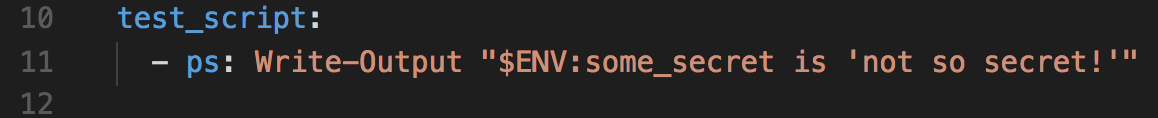 10 test_script:
11 - ps: Write-Output "$ENV:some_secret is 'not so secret!'"
12